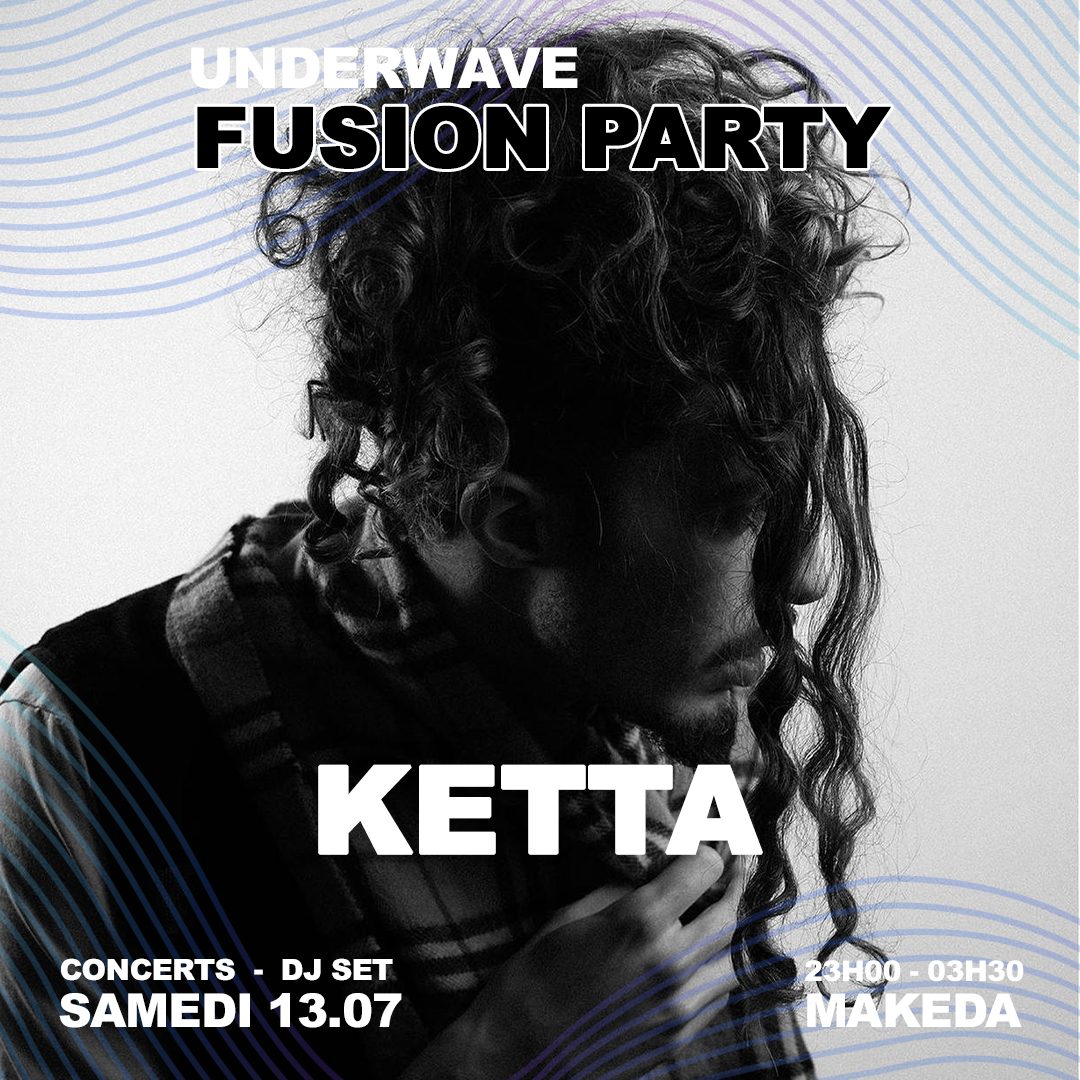 UNDERWAVE
FUSION PARTY
KETTA
CONCERTS - DJ SET
SAMEDI 13.07
23H00 - 03H30
MAKEDA